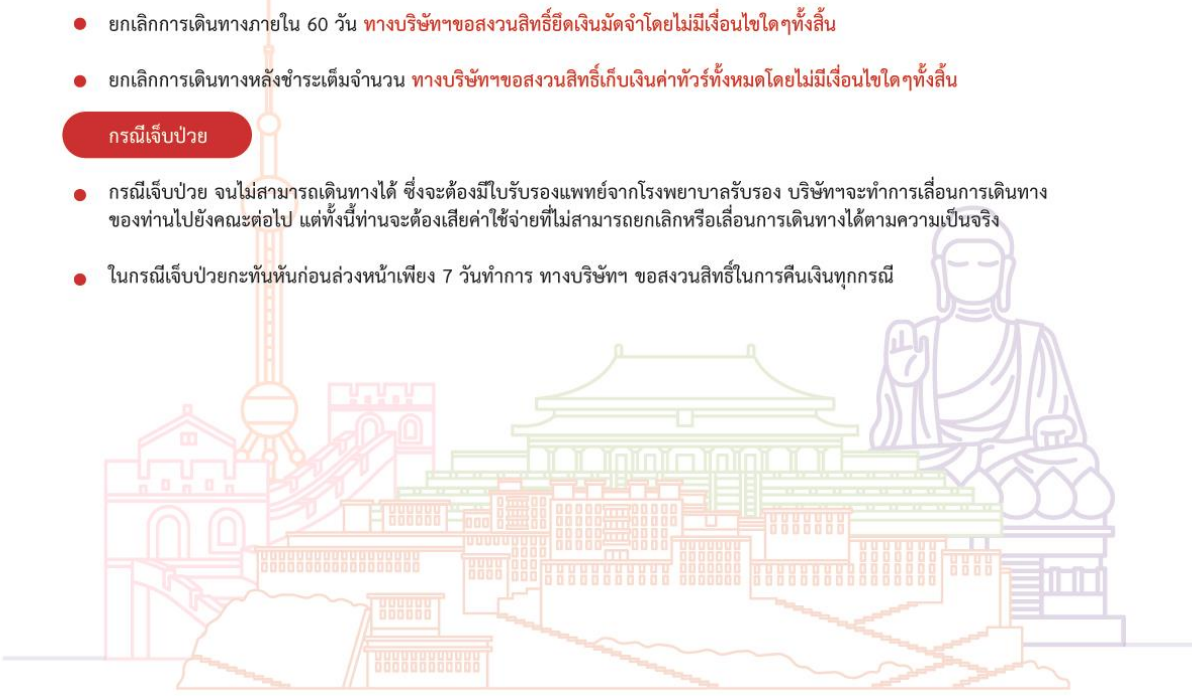 ยกเลิกการเดินทางภายใน 60 วัน ทางบริษัทฯขอสงวนสิทธิ์ยึดเงินมัดจำโดยไม่มีเงื่อนไขใดๆทั้งสิ้น
ยกเลิกการเดินทางหลังชำระเต็มจำนวน ทางบริษัทฯขอสงวนสิทธิ์เก็บเงินค่าทัวร์ทั้งหมดโดยไม่มีเงื่อนไขใดๆทั้งสิ้น
กรณีเจ็บป่วย
กรณีเจ็บป่วย จนไม่สามารถเดินทางได้ ซึ่งจะต้องมีใบรับรองแพทย์จากโรงพยาบาลรับรอง บริษัทฯจะทำการเลื่อนการเดินทาง
ของท่านไปยังคณะต่อไป แต่ทั้งนี้ท่านจะต้องเสียค่าใช้จ่ายที่ไม่สามารถยกเลิกหรือเลื่อนการเดินทางได้ตามความเป็นจริง
ในกรณีเจ็บป่วยกะทันหันก่อนล่วงหน้าเพียง 7 วันทำการ ทางบริษัทฯ ขอสงวนสิทธิ์ในการคืนเงินทุกกรณี